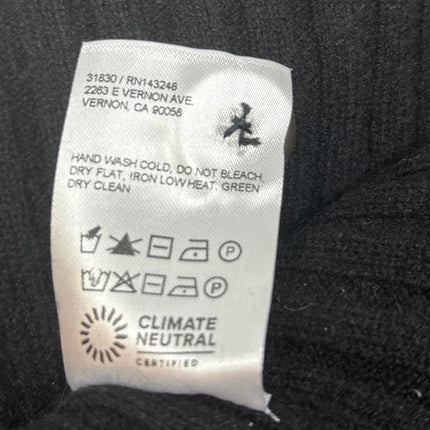 31830 / RN143248
2263 E VERNON AVE.
VERNON, CA 90058
HAND WASH COLD, DO NOT BLEACH,
DRY FLAT, IRON LOW HEAT, GREEN
DRY CLEAN
P
P
CLIMATE
NEUTRAL
CERTIFIED